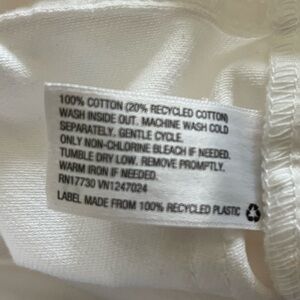 100% COTTON (20% RECYCLED COTTON)
WASH INSIDE OUT. MACHINE WASH COLD
SEPARATELY. GENTLE CYCLE.
ONLY NON-CHLORINE BLEACH IF NEEDED.
TUMBLE DRY LOW. REMOVE PROMPTLY.
WARM IRON IF NEEDED.
RN17730 VN1247024
LABEL MADE FROM 100% RECYCLED PLASTIC